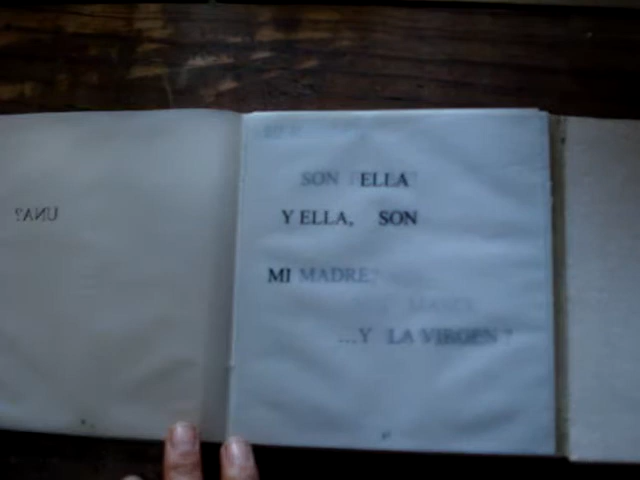 UNA?
SON ELLA
Y ELLA, SON
MI MADRE?
...Y LA VIRGEN?